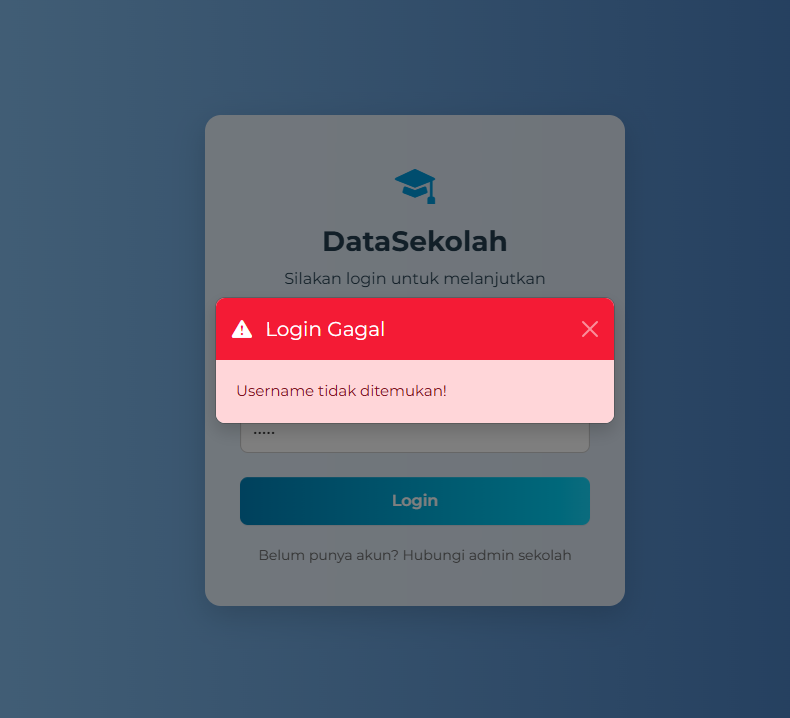 DataSekolah
Silakan login untuk melanjutkan
Login Gagal
Username tidak ditemukan!
Login
Belum punya akun? Hubungi admin sekolah